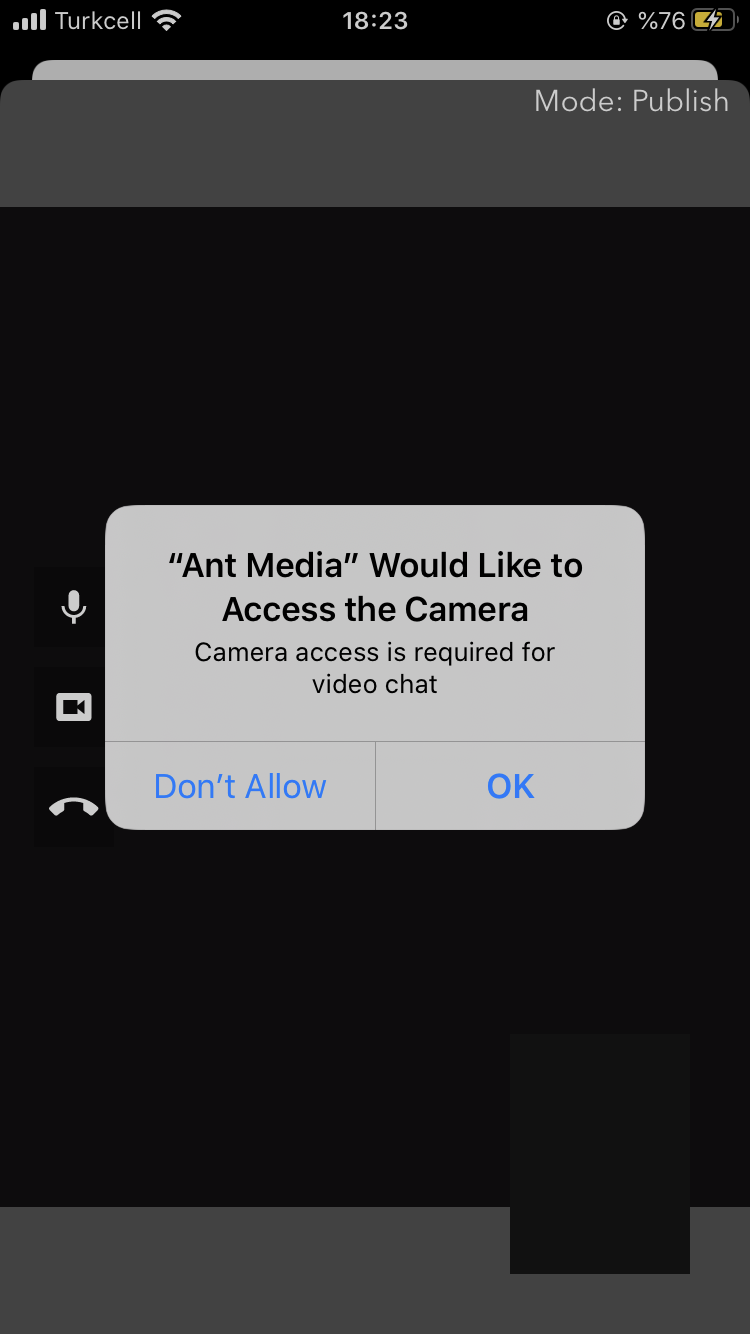 Turkcell 18:23 %76
Mode: Publish
“Ant Media” Would Like to
Access the Camera
Camera access is required for
video chat
Don’t Allow OK